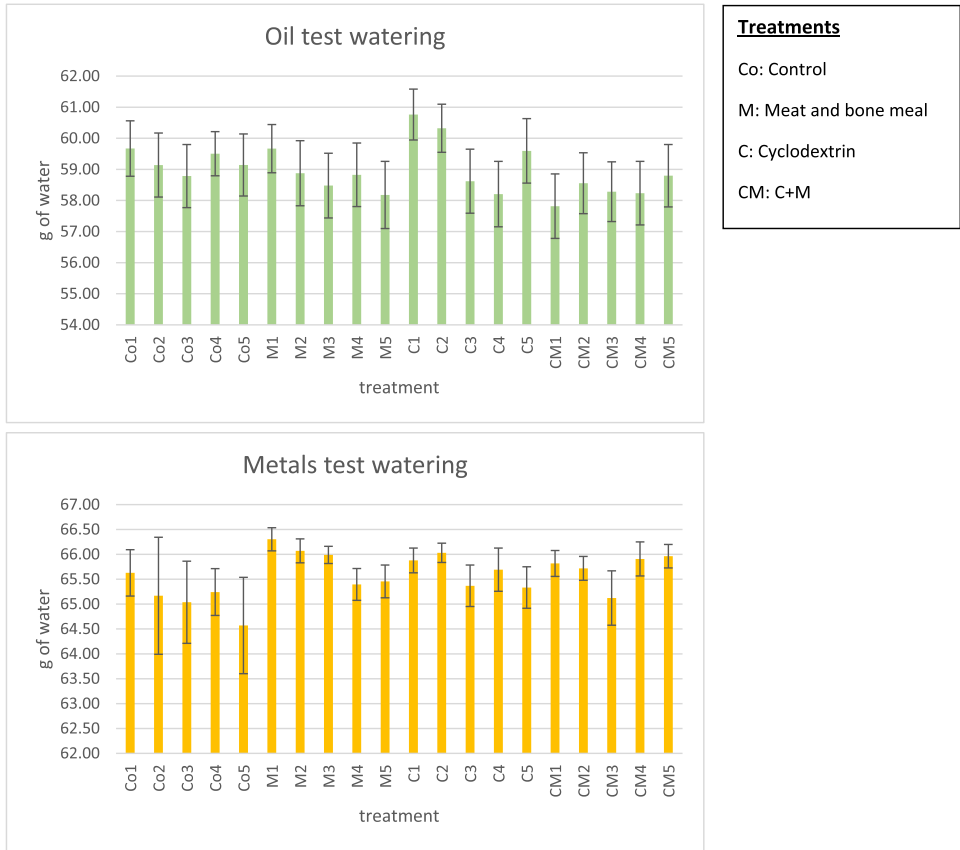 Oil test watering
62.00
61.00
60.00
59.00
58.00
57.00
56.00
55.00
54.00
g of water
Co1 Co2 Co3 Co4 Co5 M1 M2 M3 M4 M5 C1 C2 C3 C4 C5 CM1 CM2 CM3 CM4 CM5
treatment
Treatments
Co: Control
M: Meat and bone meal
C: Cyclodextrin
CM: C+M
Metals test watering
67.00
66.50
66.00
65.50
65.00
64.50
64.00
63.50
63.00
62.50
62.00
g of water
Co1 Co2 Co3 Co4 Co5 M1 M2 M3 M4 M5 C1 C2 C3 C4 C5 CM1 CM2 CM3 CM4 CM5
treatment